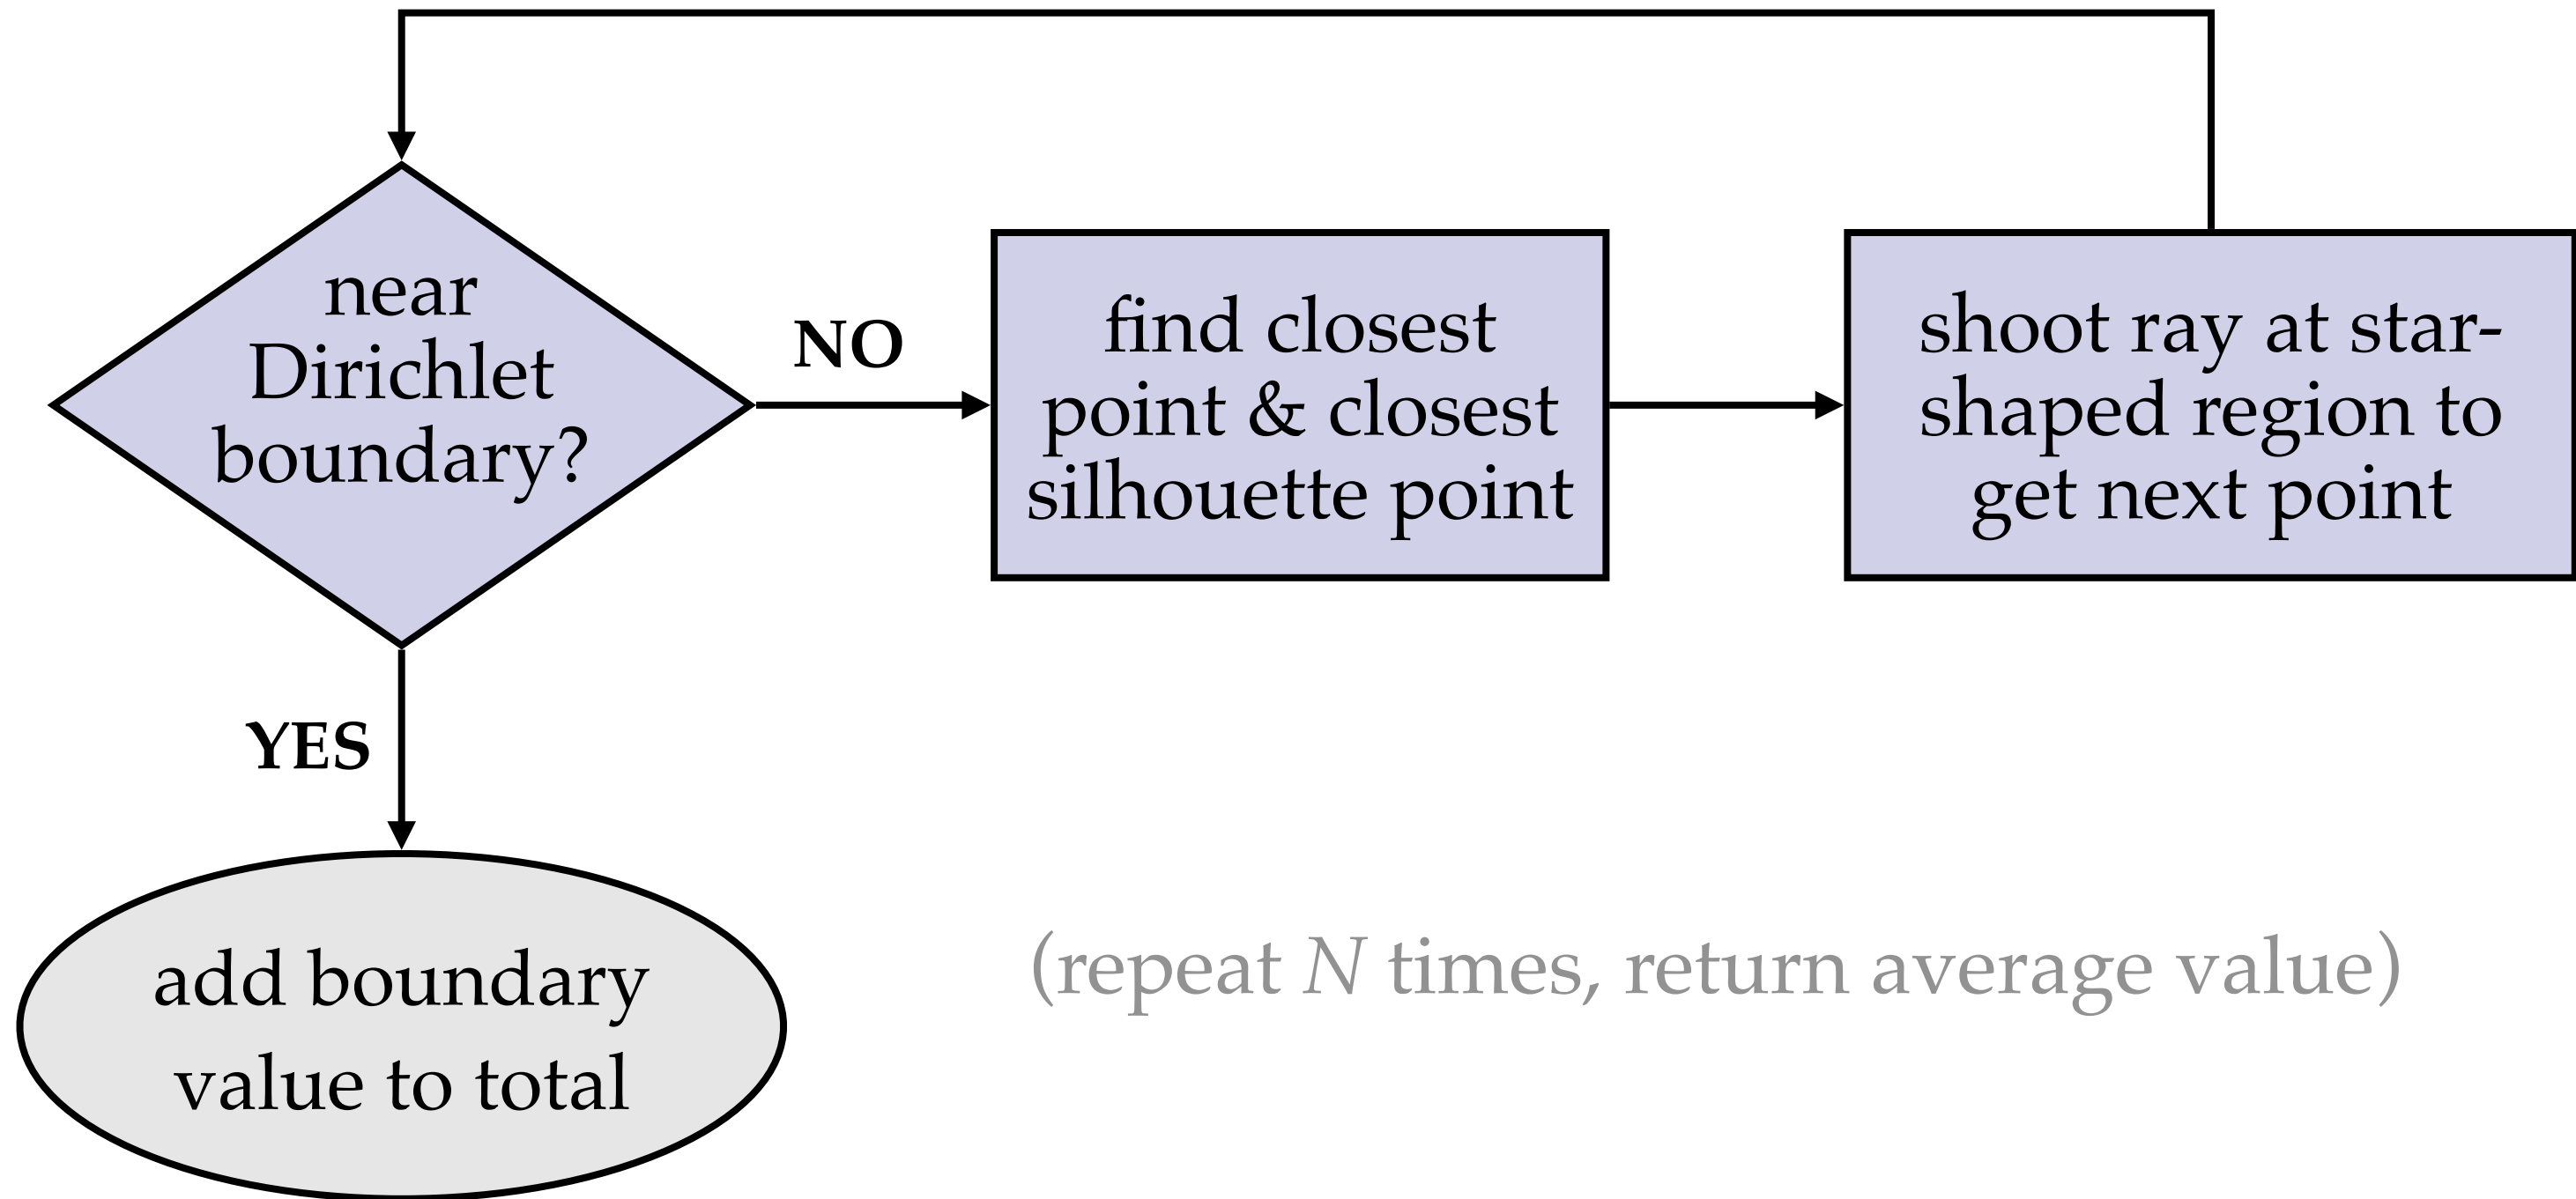 near
Dirichlet
boundary?
NO
find closest
point & closest
silhouette point
shoot ray at star-
shaped region to
get next point
YES
add boundary
value to total
(repeat N times, return average value)